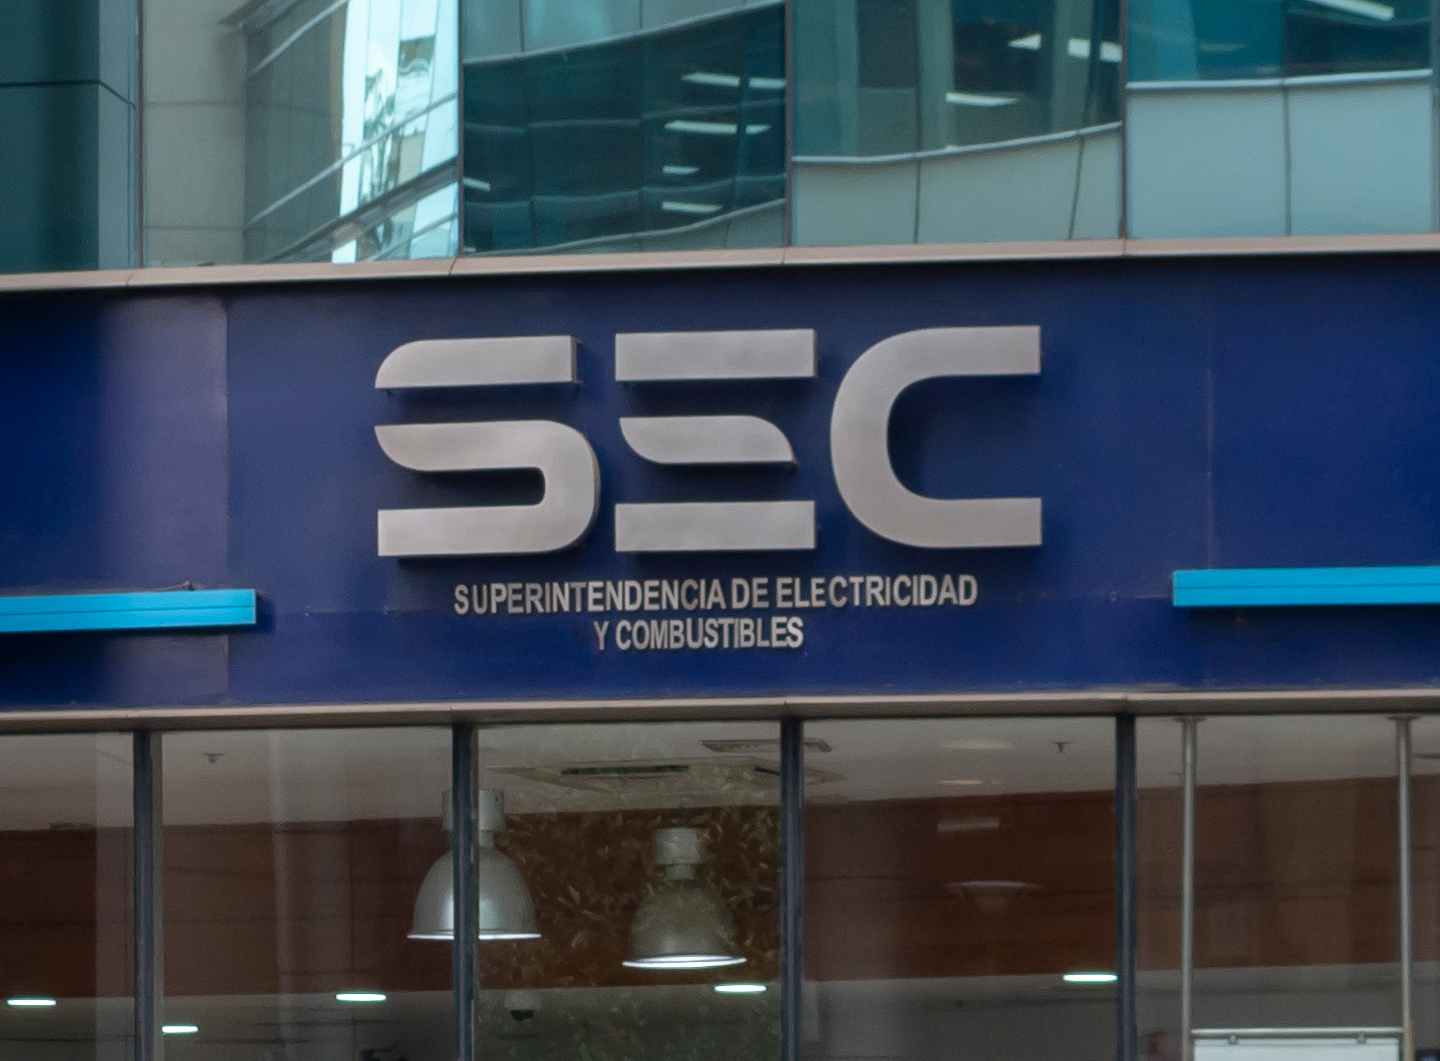 SEC
SUPERINTENDENCIA DE ELECTRICIDAD
Y COMBUSTIBLES